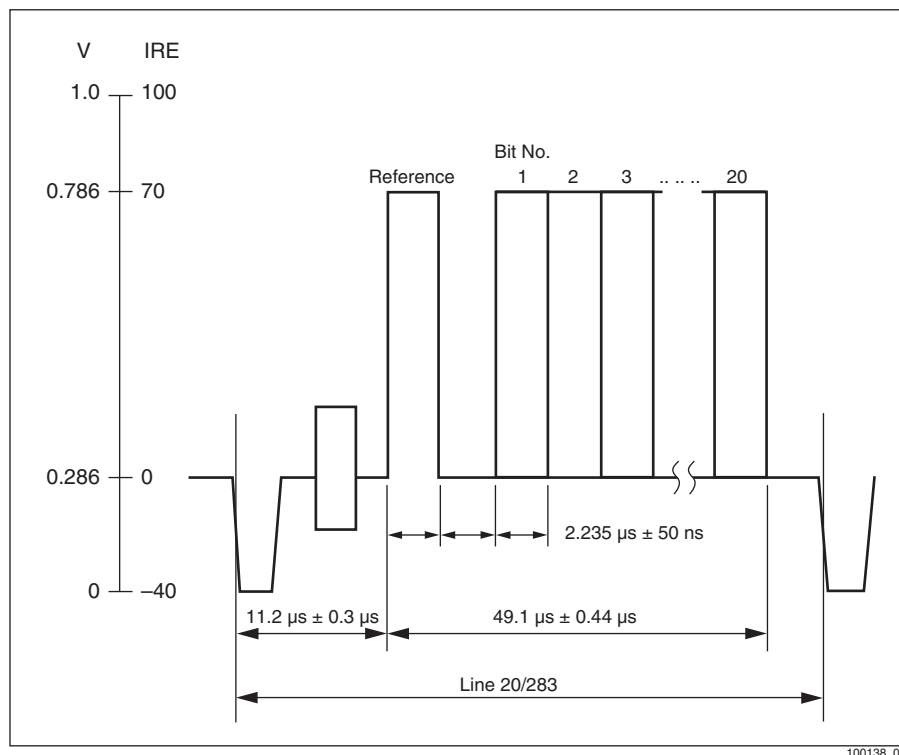 V IRE
1.0 100
Bit No.
Reference 1 2 3 .. .. .. 20
0.786 70
0.286 0
2.235 µs ± 50 ns
0 –40
11.2 µs ± 0.3 µs 49.1 µs ± 0.44 µs
Line 20/283